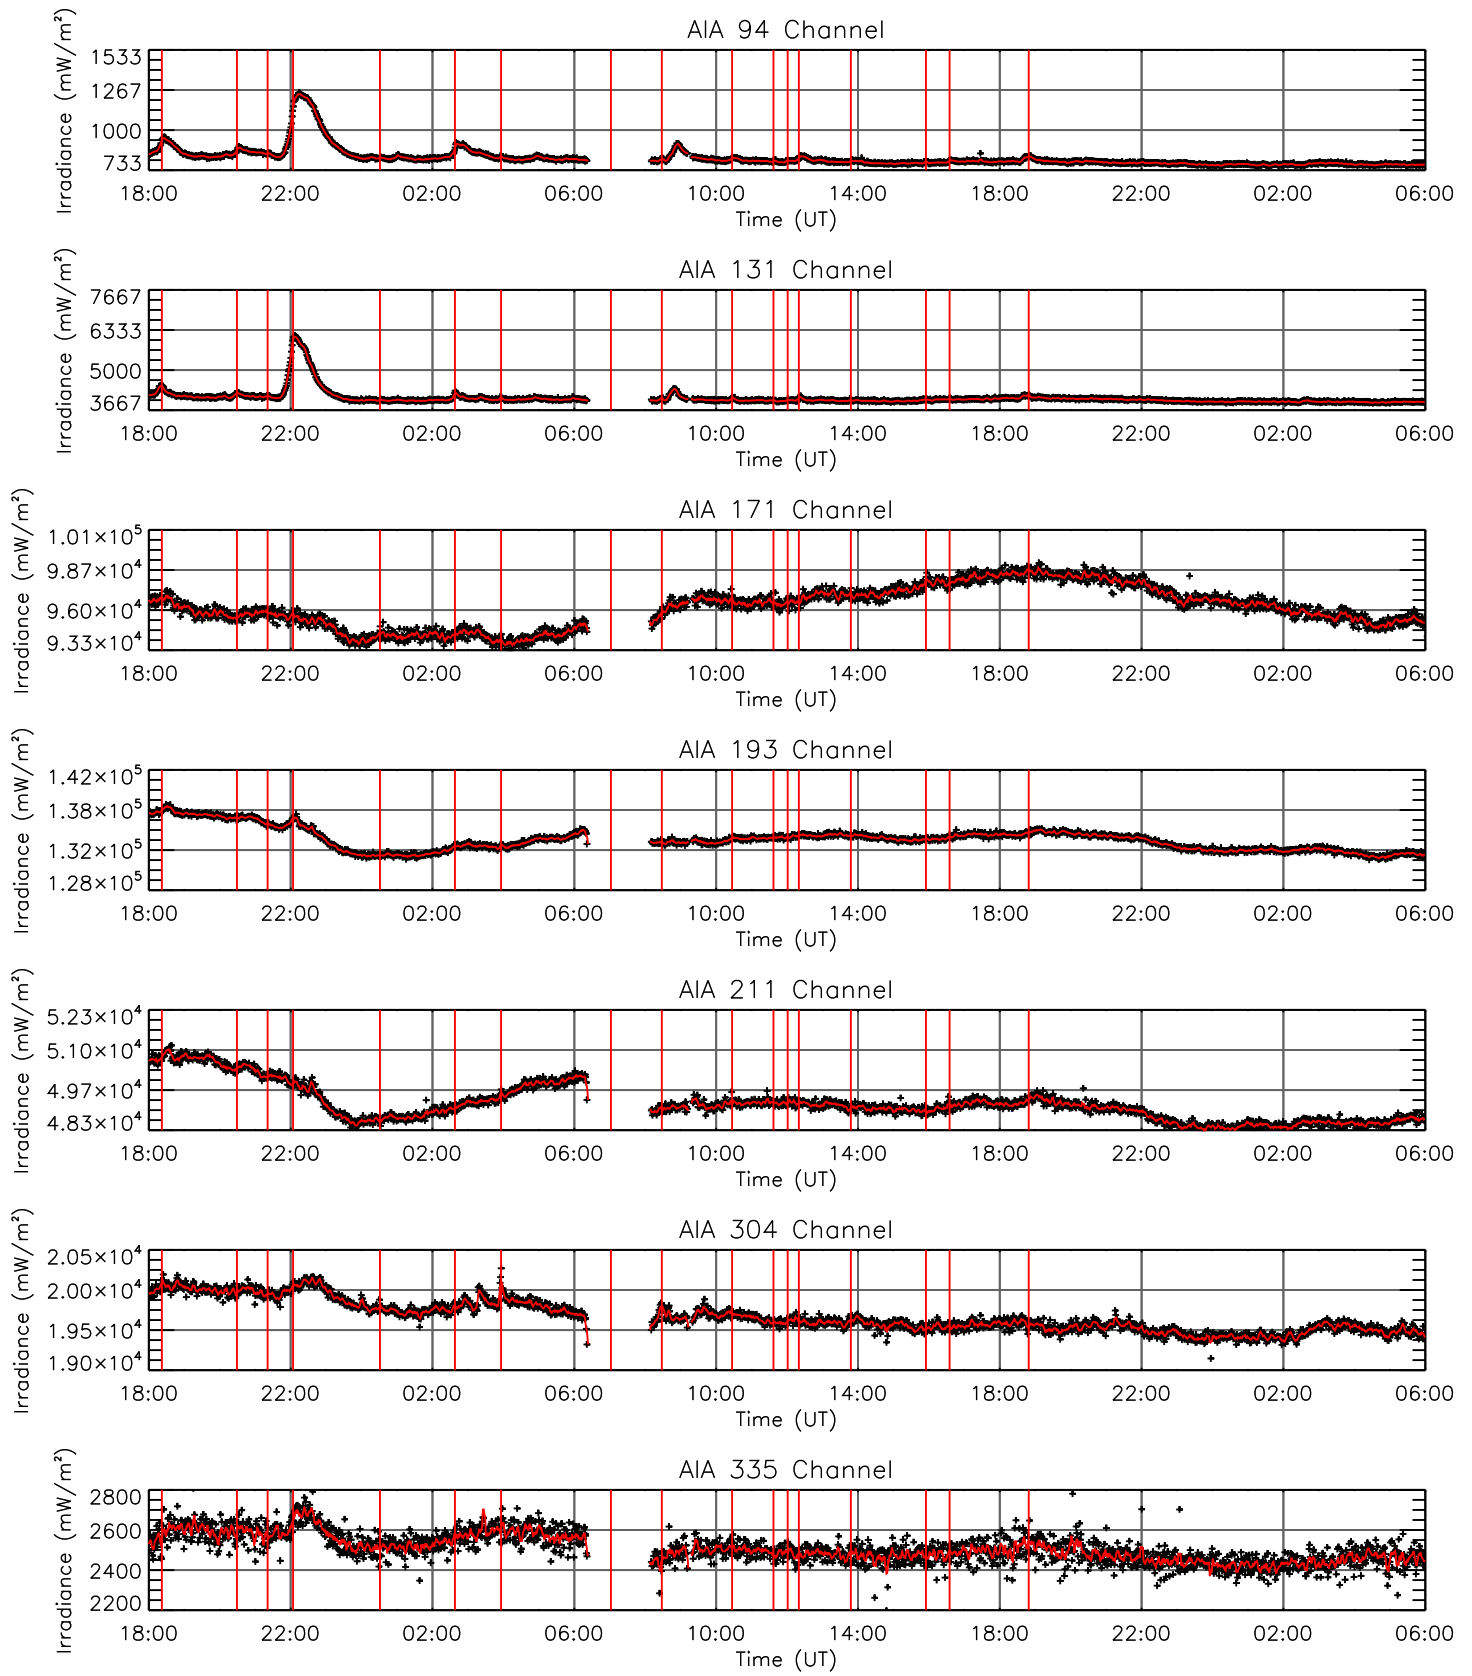 AIA 94 Channel
Irradiance (mW/m²)
1533
1267
1000
733
18:00 22:00 02:00 06:00 10:00 14:00 18:00 22:00 02:00 06:00
Time (UT)
AIA 131 Channel
Irradiance (mW/m²)
7667
6333
5000
3667
18:00 22:00 02:00 06:00 10:00 14:00 18:00 22:00 02:00 06:00
Time (UT)
AIA 171 Channel
Irradiance (mW/m²)
1.01×10⁵
9.87×10⁴
9.60×10⁴
9.33×10⁴
18:00 22:00 02:00 06:00 10:00 14:00 18:00 22:00 02:00 06:00
Time (UT)
AIA 193 Channel
Irradiance (mW/m²)
1.42×10⁵
1.38×10⁵
1.32×10⁵
1.28×10⁵
18:00 22:00 02:00 06:00 10:00 14:00 18:00 22:00 02:00 06:00
Time (UT)
AIA 211 Channel
Irradiance (mW/m²)
5.23×10⁴
5.10×10⁴
4.97×10⁴
4.83×10⁴
18:00 22:00 02:00 06:00 10:00 14:00 18:00 22:00 02:00 06:00
Time (UT)
AIA 304 Channel
Irradiance (mW/m²)
2.05×10⁴
2.00×10⁴
1.95×10⁴
1.90×10⁴
18:00 22:00 02:00 06:00 10:00 14:00 18:00 22:00 02:00 06:00
Time (UT)
AIA 335 Channel
Irradiance (mW/m²)
2800
2600
2400
2200
18:00 22:00 02:00 06:00 10:00 14:00 18:00 22:00 02:00 06:00
Time (UT)